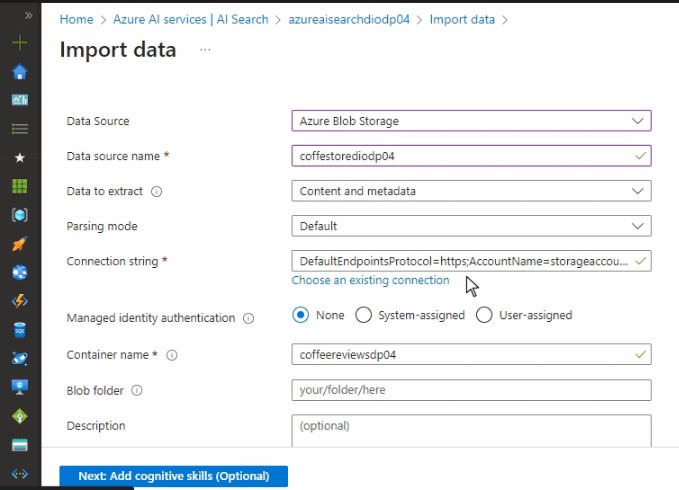 Home > Azure AI services | AI Search > azureaisearchdiodp04 > Import data >
Import data ...
Data Source Azure Blob Storage
Data source name * coffestorediodp04
Data to extract Content and metadata
Parsing mode Default
Connection string * DefaultEndpointsProtocol=https;AccountName=storageaccou...
Choose an existing connection
Managed identity authentication None System-assigned User-assigned
Container name * coffeereviewsdp04
Blob folder your/folder/here
Description (optional)
Next: Add cognitive skills (Optional)